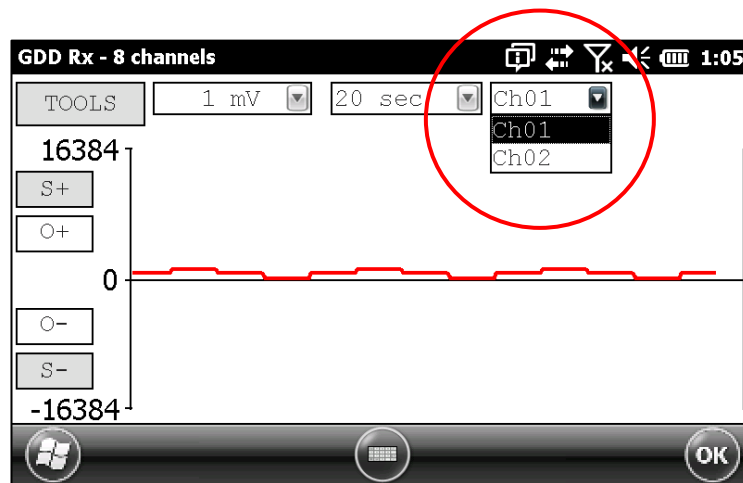 GDD Rx - 8 channels 1:05
TOOLS 1 mV 20 sec Ch01
Ch01
Ch02
16384
S+
O+
0
O-
S-
-16384
OK